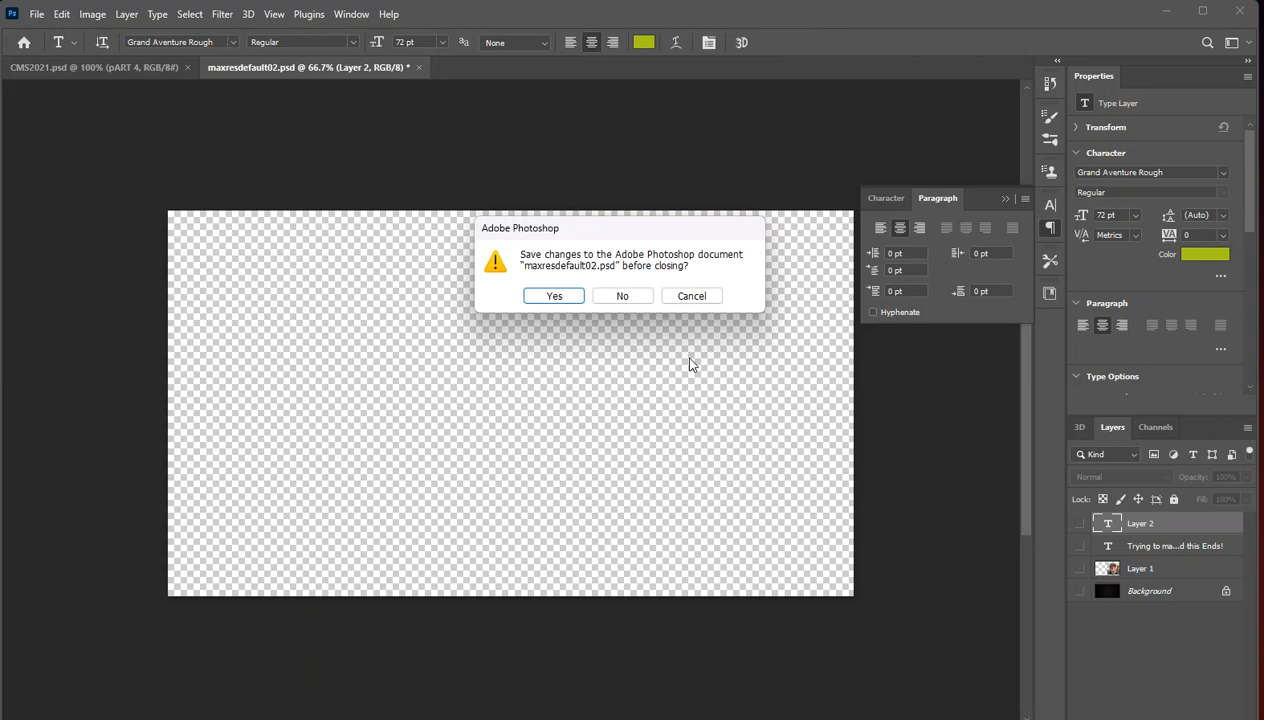 Ps File Edit Image Layer Type Select Filter 3D View Plugins Window Help
T Grand Aventure Rough Regular 72 pt aa None 3D
CMS2021.psd @ 100% (pART 4, RGB/8#) × maxresdefault02.psd @ 66.7% (Layer 2, RGB/8) * ×
Adobe Photoshop
Save changes to the Adobe Photoshop document
“maxresdefault02.psd” before closing?
Yes No Cancel
Character Paragraph
0 pt 0 pt
0 pt
0 pt 0 pt
Hyphenate
Properties
T Type Layer
Transform
Character
Grand Aventure Rough
Regular
72 pt (Auto)
V/A Metrics VA 0
Color
Paragraph
Type Options
3D Layers Channels
Kind
Normal Opacity: 100%
Lock: Fill: 100%
T Layer 2
T Trying to ma...d this Ends!
Layer 1
Background